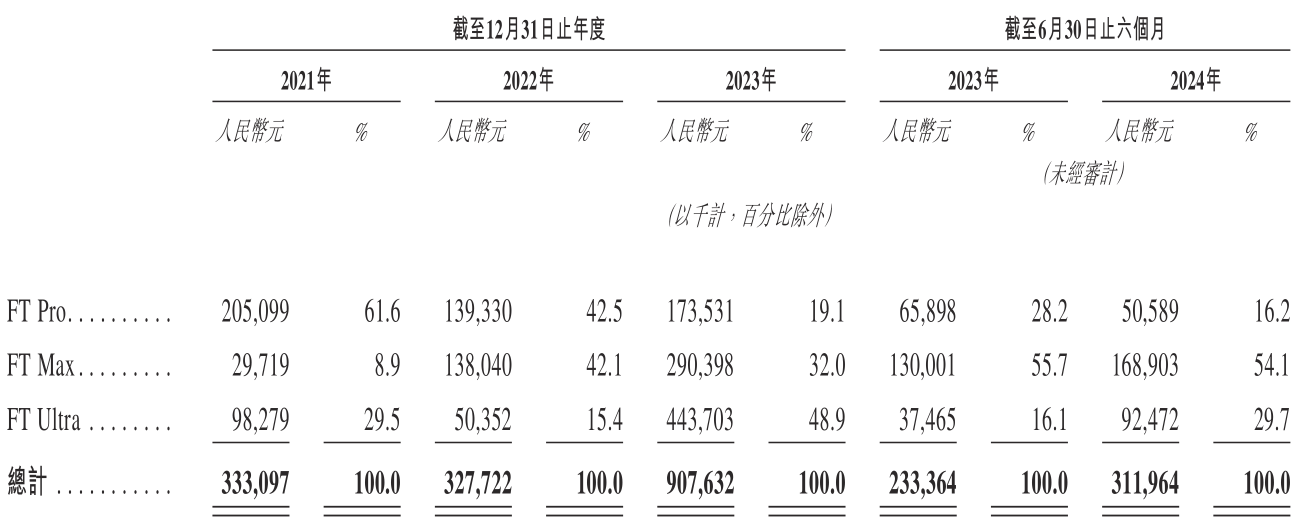 截至12月31日止年度 截至6月30日止六個月
2021年 2022年 2023年 2023年 2024年
人民幣元 % 人民幣元 % 人民幣元 % 人民幣元 % 人民幣元 %
(未經審計)
(以千計，百分比除外)
FT Pro.......... 205,099 61.6 139,330 42.5 173,531 19.1 65,898 28.2 50,589 16.2
FT Max......... 29,719 8.9 138,040 42.1 290,398 32.0 130,001 55.7 168,903 54.1
FT Ultra ........ 98,279 29.5 50,352 15.4 443,703 48.9 37,465 16.1 92,472 29.7
總計 ........... 333,097 100.0 327,722 100.0 907,632 100.0 233,364 100.0 311,964 100.0